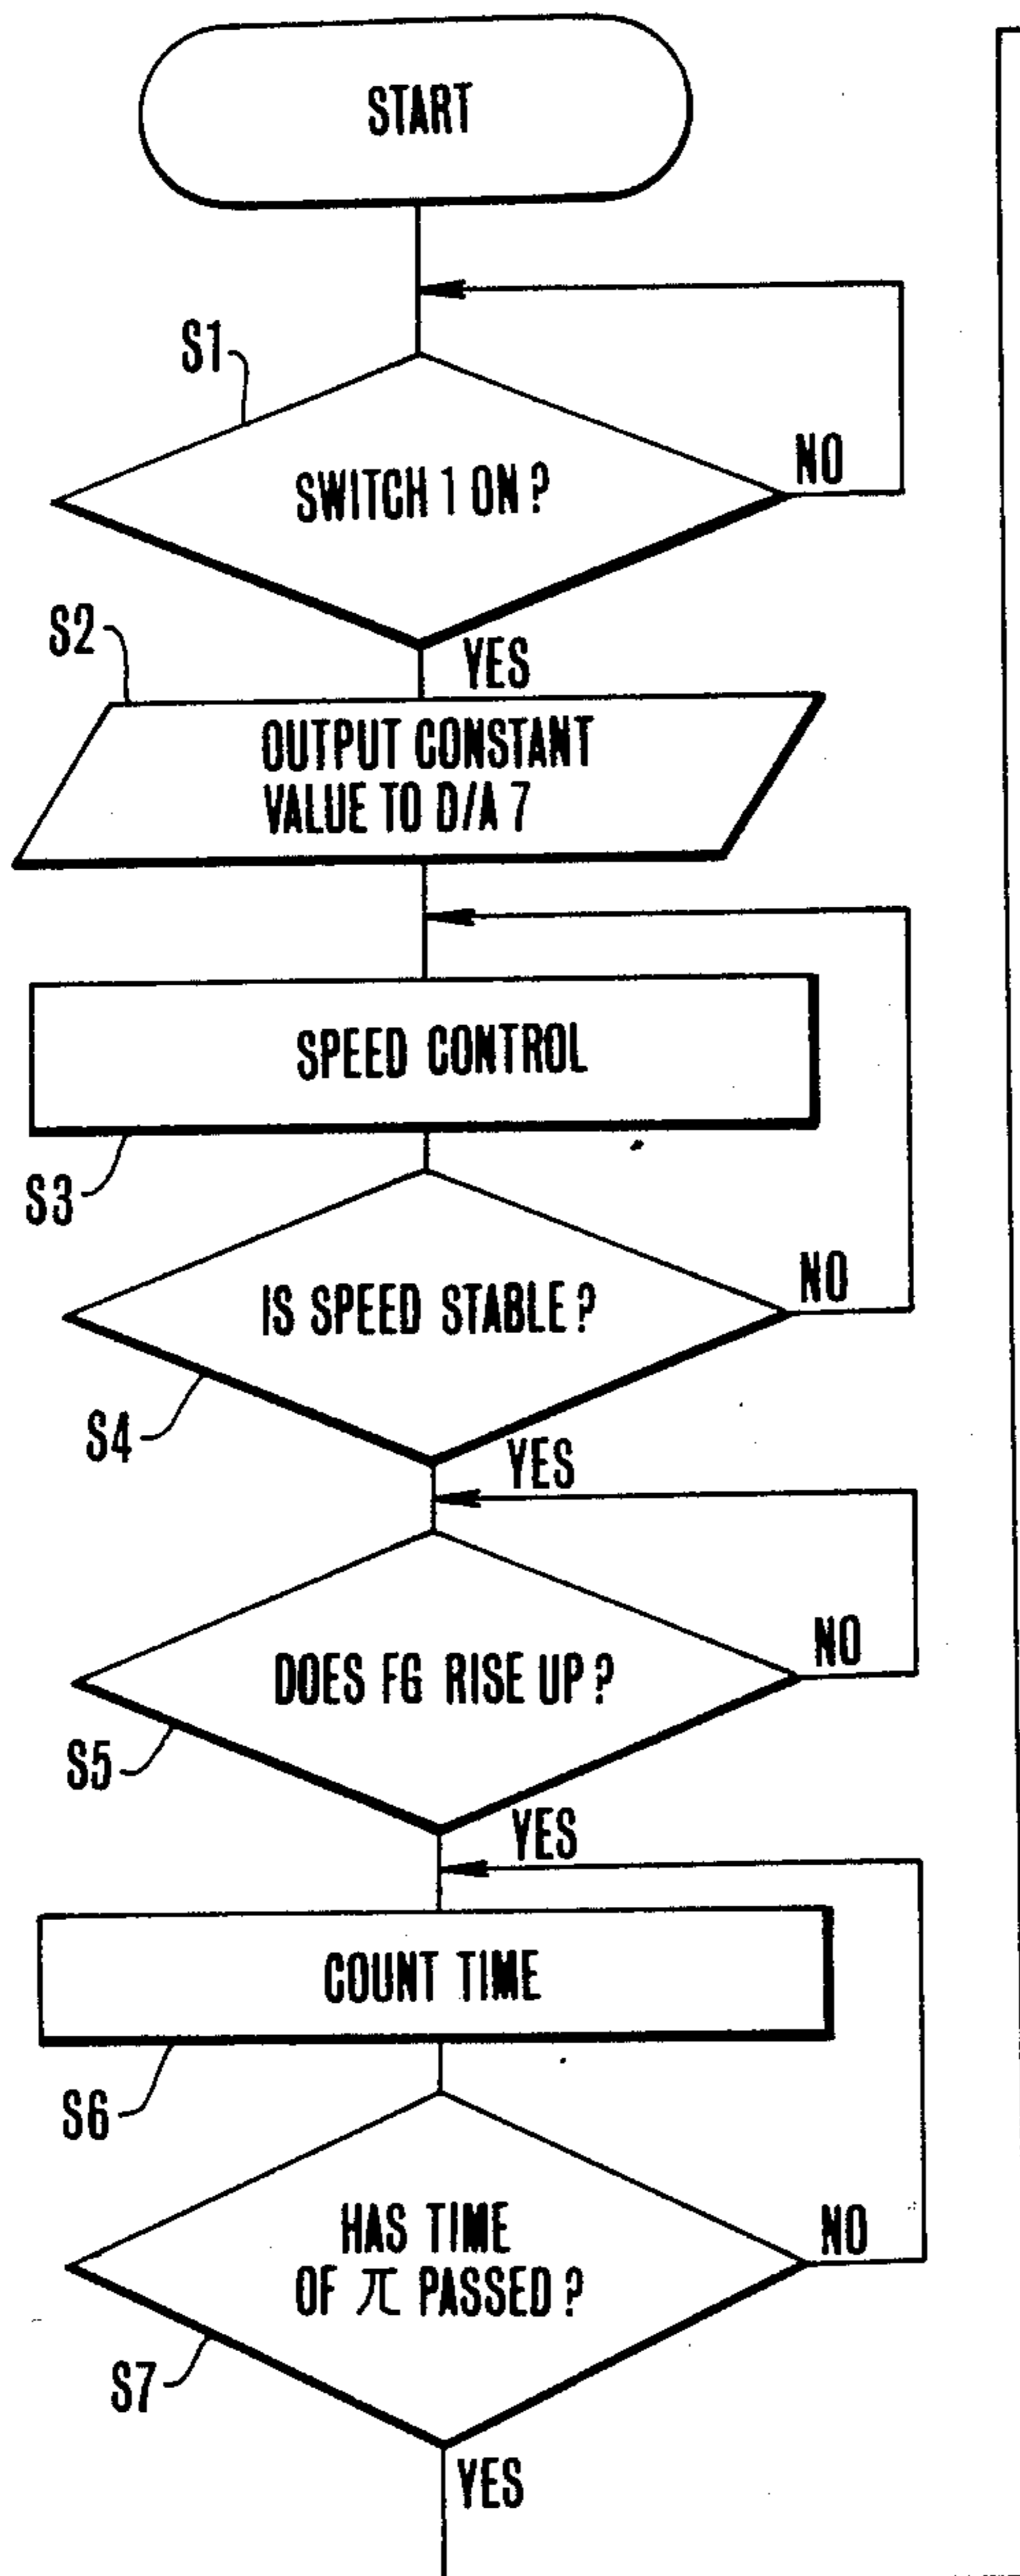 START
S1
SWITCH 1 ON?
NO
YES
S2
OUTPUT CONSTANT
VALUE TO D/A 7
SPEED CONTROL
S3
IS SPEED STABLE?
NO
S4
YES
DOES FG RISE UP?
NO
S5
YES
COUNT TIME
S6
HAS TIME
OF π PASSED?
NO
S7
YES